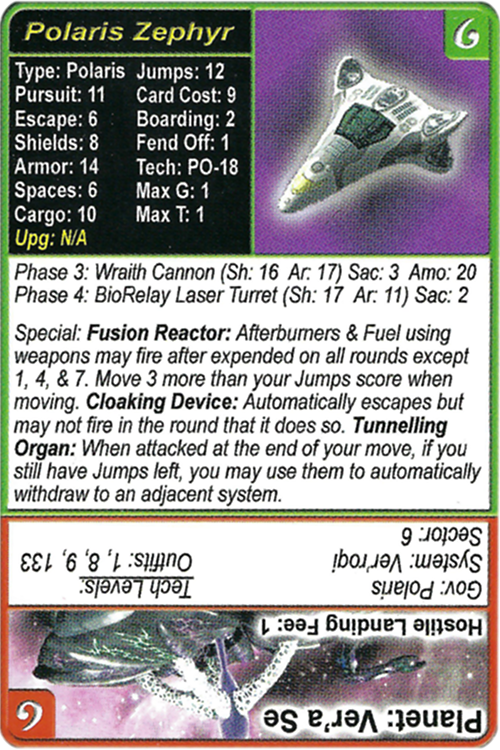 Polaris Zephyr
6
Type: Polaris Jumps: 12
Pursuit: 11 Card Cost: 9
Escape: 6 Boarding: 2
Shields: 8 Fend Off: 1
Armor: 14 Tech: PO-18
Spaces: 6 Max G: 1
Cargo: 10 Max T: 1
Upg: N/A
Phase 3: Wraith Cannon (Sh: 16 Ar: 17) Sac: 3 Amo: 20
Phase 4: BioRelay Laser Turret (Sh: 17 Ar: 11) Sac: 2
Special: Fusion Reactor: Afterburners & Fuel using
weapons may fire after expended on all rounds except
1, 4, & 7. Move 3 more than your Jumps score when
moving. Cloaking Device: Automatically escapes but
may not fire in the round that it does so. Tunnelling
Organ: When attacked at the end of your move, if you
still have Jumps left, you may use them to automatically
withdraw to an adjacent system.
Planet: Ver'a Se
6
Hostile Landing Fee: 1
Gov: Polaris
System: Ver'roqi
Sector: 6
Tech Levels:
Outfits: 1, 8, 9, 133